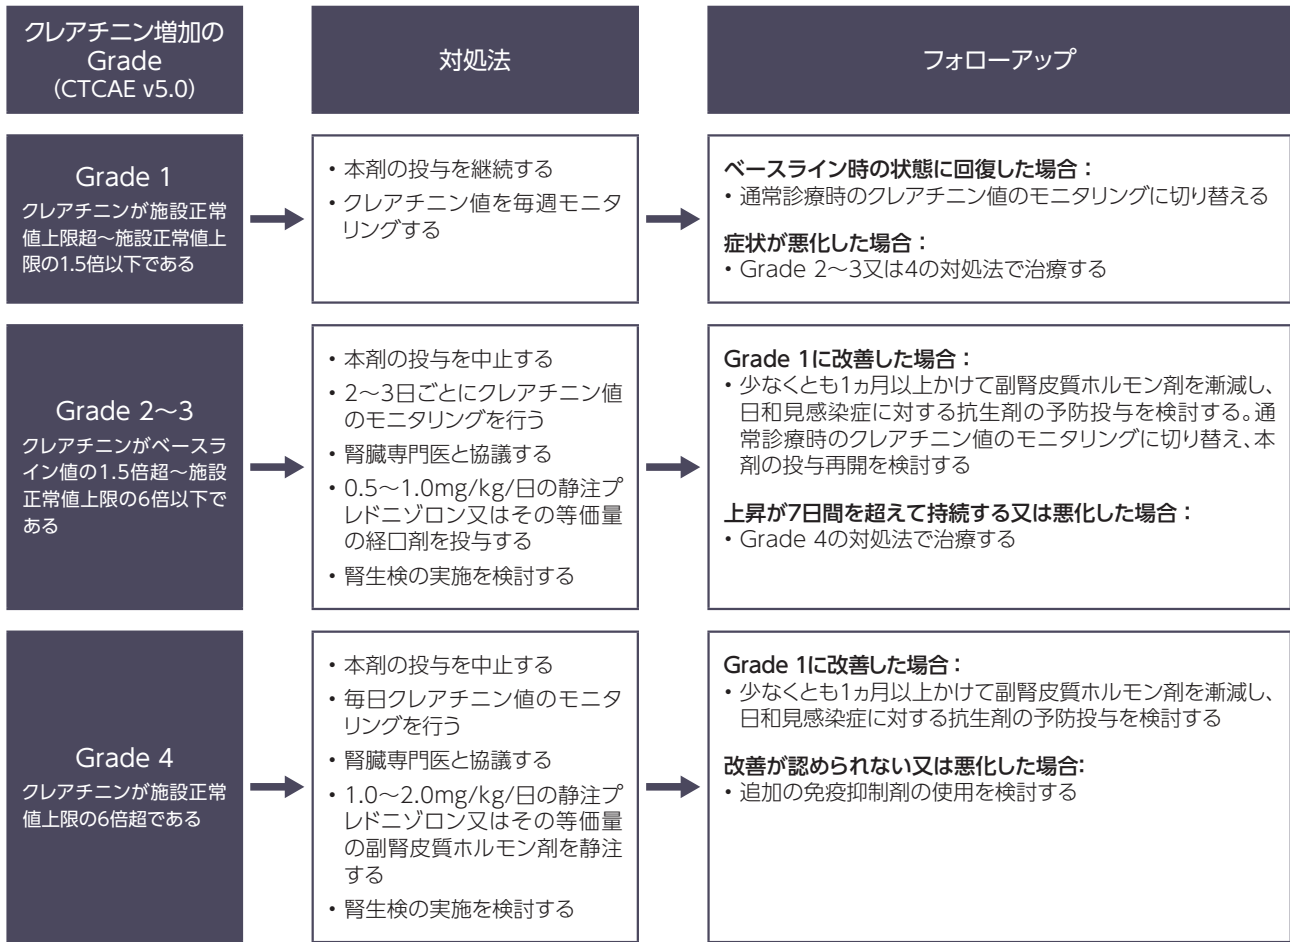 クレアチニン増加の
Grade
(CTCAE v5.0)
対処法
フォローアップ
Grade 1
クレアチニンが施設正常
値上限超～施設正常値上
限の1.5倍以下である
・本剤の投与を継続する
・クレアチニン値を毎週モニタ
リングする
ベースライン時の状態に回復した場合：
・通常診療時のクレアチニン値のモニタリングに切り替える
症状が悪化した場合：
・Grade 2～3又は4の対処法で治療する
Grade 2～3
クレアチニンがベースラ
イン値の1.5倍超～施設
正常値上限の6倍以下で
ある
・本剤の投与を中止する
・2～3日ごとにクレアチニン値
のモニタリングを行う
・腎臓専門医と協議する
・0.5～1.0mg/kg/日の静注プ
レドニゾロン又はその等価量
の経口剤を投与する
・腎生検の実施を検討する
Grade 1に改善した場合：
・少なくとも1ヵ月以上かけて副腎皮質ホルモン剤を漸減し、
日和見感染症に対する抗生剤の予防投与を検討する。通
常診療時のクレアチニン値のモニタリングに切り替え、本
剤の投与再開を検討する
上昇が7日間を超えて持続する又は悪化した場合：
・Grade 4の対処法で治療する
Grade 4
クレアチニンが施設正常
値上限の6倍超である
・本剤の投与を中止する
・毎日クレアチニン値のモニタ
リングを行う
・腎臓専門医と協議する
・1.0～2.0mg/kg/日の静注プ
レドニゾロン又はその等価量
の副腎皮質ホルモン剤を静注
する
・腎生検の実施を検討する
Grade 1に改善した場合：
・少なくとも1ヵ月以上かけて副腎皮質ホルモン剤を漸減し、
日和見感染症に対する抗生剤の予防投与を検討する
改善が認められない又は悪化した場合：
・追加の免疫抑制剤の使用を検討する